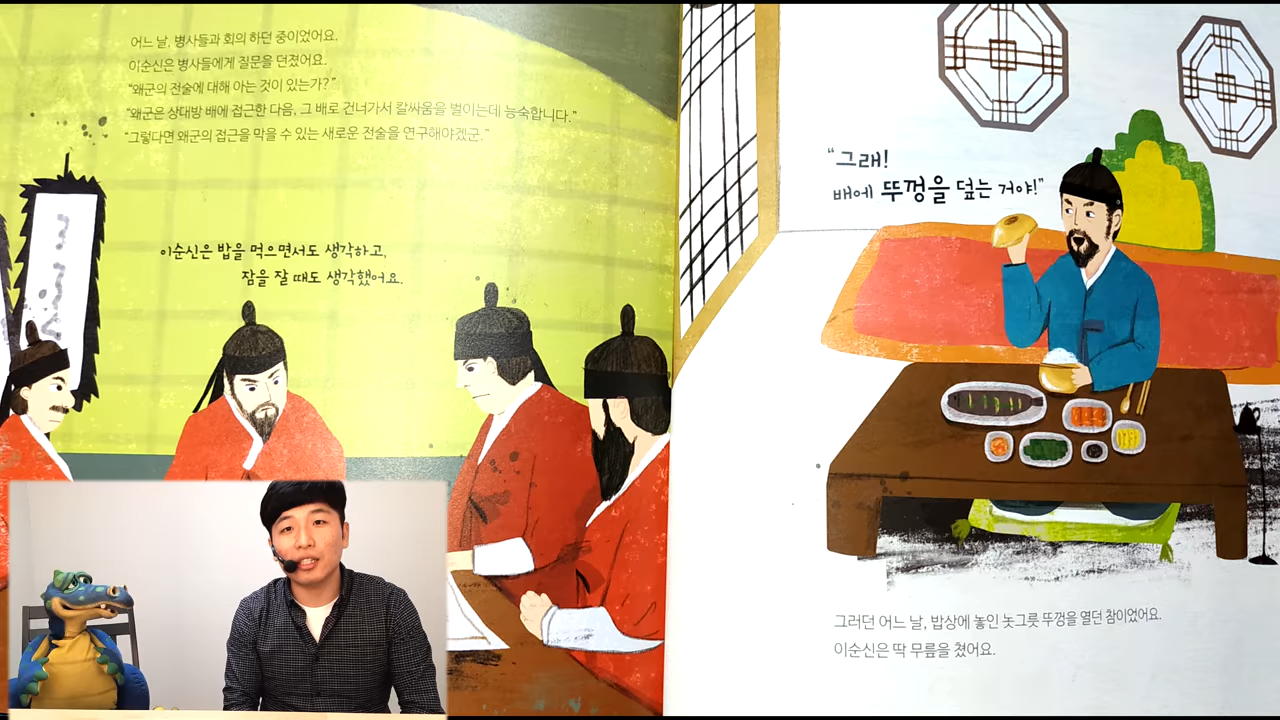 어느 날, 병사들과 회의 하던 중이었어요.
이순신은 병사들에게 질문을 던졌어요.
“왜군의 전술에 대해 아는 것이 있는가?”
“왜군은 상대방 배에 접근한 다음, 그 배로 건너가서 칼싸움을 벌이는데 능숙합니다.”
“그렇다면 왜군의 접근을 막을 수 있는 새로운 전술을 연구해야겠군.”
이순신은 밥을 먹으면서도 생각하고,
잠을 잘 때도 생각했어요.
“그래!
배에 뚜껑을 덮는 거야!”
그러던 어느 날, 밥상에 놓인 놋그릇 뚜껑을 열던 참이었어요.
이순신은 딱 무릎을 쳤어요.